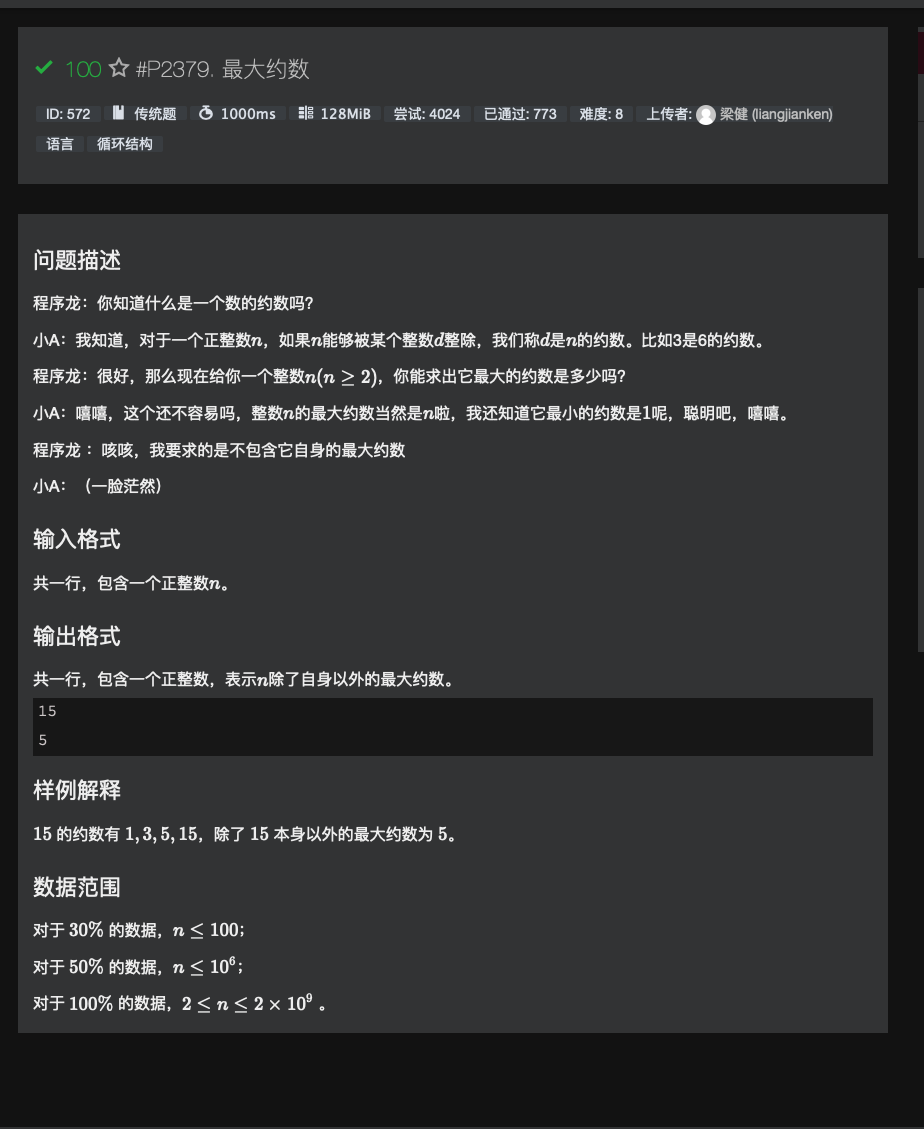 100 #P2379. 最大约数
ID: 572 传统题 1000ms 128MiB 尝试: 4024 已通过: 773 难度: 8 上传者: 梁健 (liangjianken)
语言 循环结构
问题描述
程序龙：你知道什么是一个数的约数吗?
小A：我知道，对于一个正整数n，如果n能够被某个整数d整除，我们称d是n的约数。比如3是6的约数。
程序龙：很好，那么现在给你一个整数n(n ≥ 2)，你能求出它最大的约数是多少吗?
小A：嘻嘻，这个还不容易吗，整数n的最大约数当然是n啦，我还知道它最小的约数是1呢，聪明吧，嘻嘻。
程序龙 ：咳咳，我要求的是不包含它自身的最大约数
小A：（一脸茫然）
输入格式
共一行，包含一个正整数n。
输出格式
共一行，包含一个正整数，表示n除了自身以外的最大约数。
15
5
样例解释
15 的约数有 1, 3, 5, 15，除了 15 本身以外的最大约数为 5。
数据范围
对于 30% 的数据，n ≤ 100；
对于 50% 的数据，n ≤ 10⁶；
对于 100% 的数据，2 ≤ n ≤ 2 × 10⁹ 。